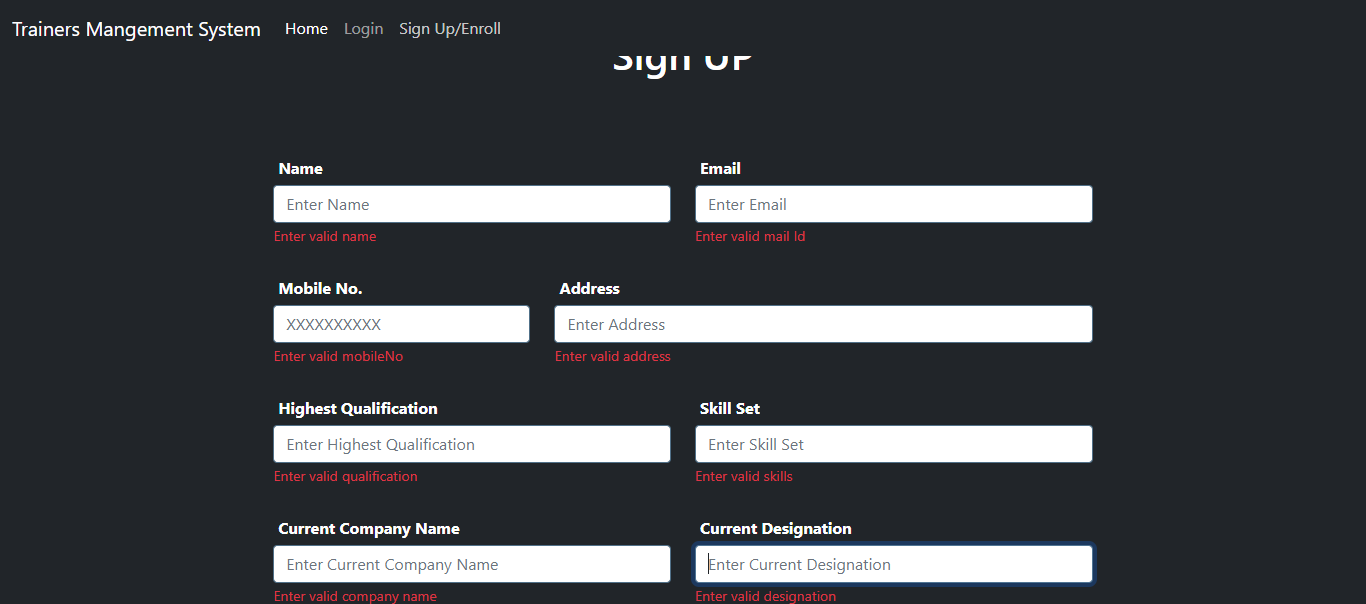 Trainers Mangement System Home Login Sign Up/Enroll
Sign UP
Name Email
Enter Name Enter Email
Enter valid name Enter valid mail Id
Mobile No. Address
XXXXXXXXXX Enter Address
Enter valid mobileNo Enter valid address
Highest Qualification Skill Set
Enter Highest Qualification Enter Skill Set
Enter valid qualification Enter valid skills
Current Company Name Current Designation
Enter Current Company Name Enter Current Designation
Enter valid company name Enter valid designation